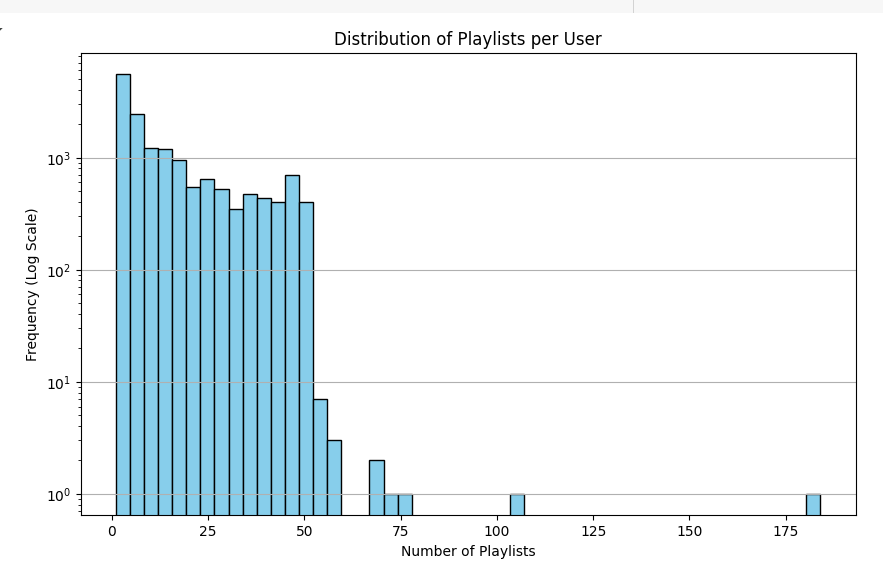 Distribution of Playlists per User
Frequency (Log Scale)
10³
10²
10¹
10⁰
0 25 50 75 100 125 150 175
Number of Playlists